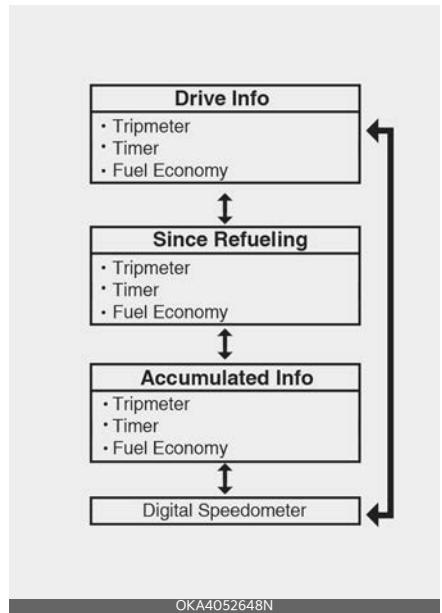 Drive Info
· Tripmeter
· Timer
· Fuel Economy
Since Refueling
· Tripmeter
· Timer
· Fuel Economy
Accumulated Info
· Tripmeter
· Timer
· Fuel Economy
Digital Speedometer
OKA4052648N